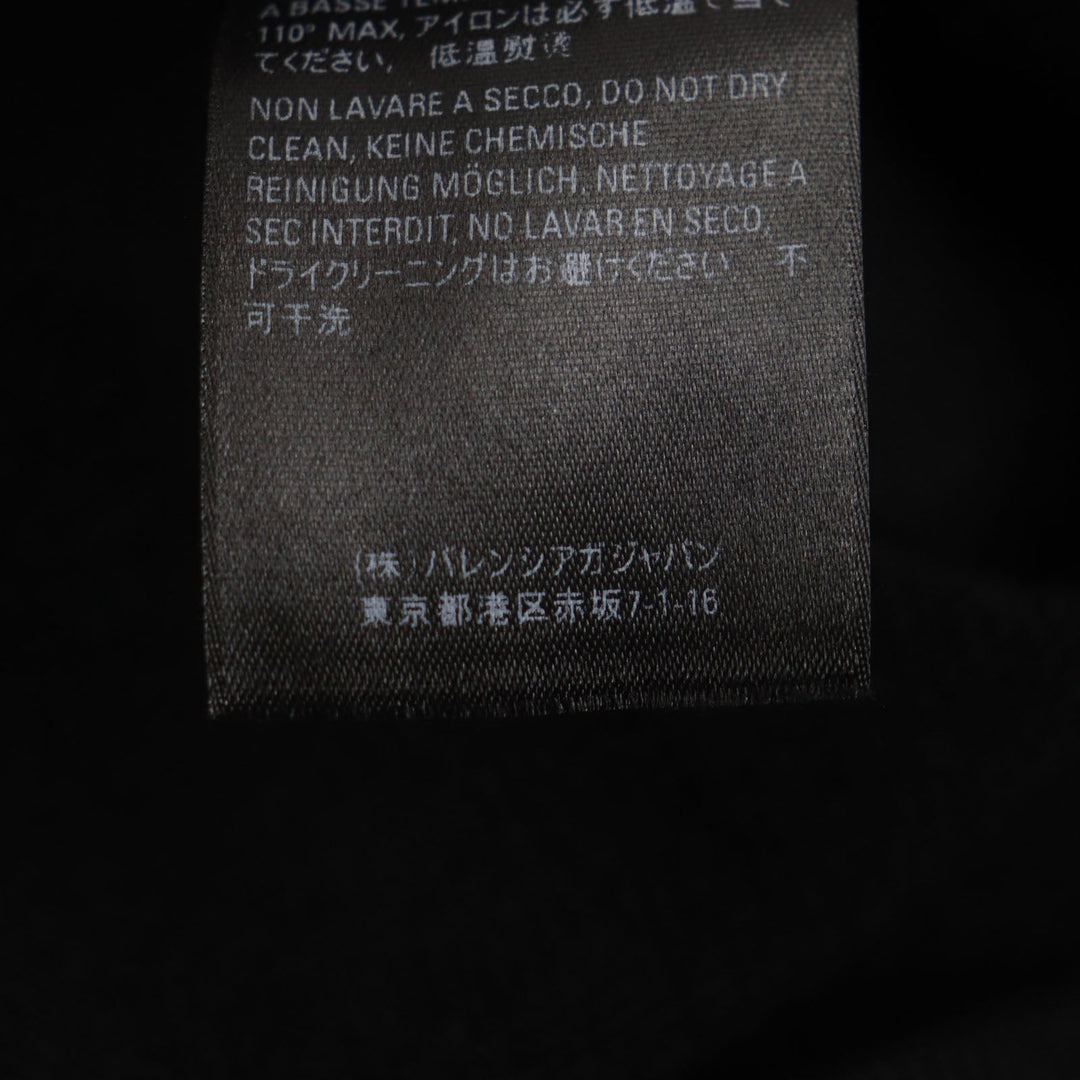 A BASSE
110° MAX, アイロンは必ず低温で当
てください, 低温熨烫
NON LAVARE A SECCO, DO NOT DRY
CLEAN, KEINE CHEMISCHE
REINIGUNG MÖGLICH, NETTOYAGE A
SEC INTERDIT, NO LAVAR EN SECO,
ドライクリーニングはお避けください 不
可干洗
(株)バレンシアガジャパン
東京都港区赤坂7-1-16